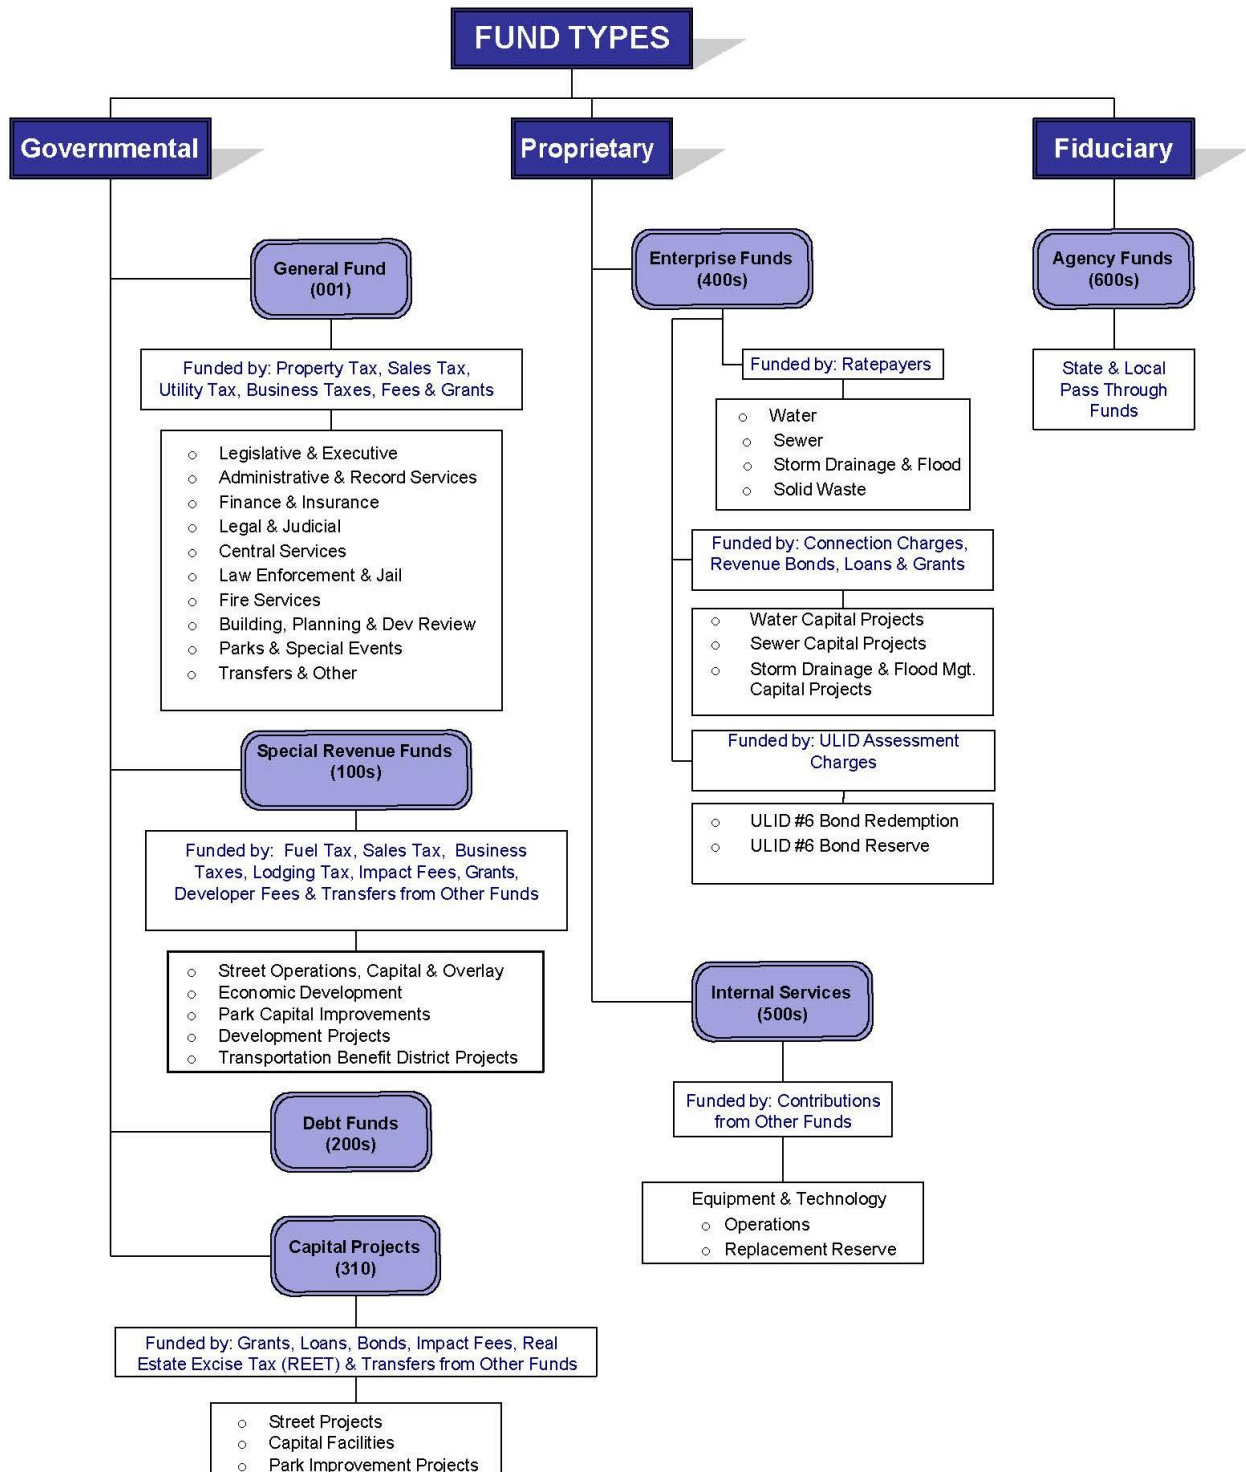 FUND TYPES
Governmental
Proprietary
Fiduciary
General Fund
(001)
Funded by: Property Tax, Sales Tax,
Utility Tax, Business Taxes, Fees & Grants
○ Legislative & Executive
○ Administrative & Record Services
○ Finance & Insurance
○ Legal & Judicial
○ Central Services
○ Law Enforcement & Jail
○ Fire Services
○ Building, Planning & Dev Review
○ Parks & Special Events
○ Transfers & Other
Special Revenue Funds
(100s)
Funded by: Fuel Tax, Sales Tax, Business
Taxes, Lodging Tax, Impact Fees, Grants,
Developer Fees & Transfers from Other Funds
○ Street Operations, Capital & Overlay
○ Economic Development
○ Park Capital Improvements
○ Development Projects
○ Transportation Benefit District Projects
Debt Funds
(200s)
Capital Projects
(310)
Funded by: Grants, Loans, Bonds, Impact Fees, Real
Estate Excise Tax (REET) & Transfers from Other Funds
○ Street Projects
○ Capital Facilities
○ Park Improvement Projects
Enterprise Funds
(400s)
Funded by: Ratepayers
○ Water
○ Sewer
○ Storm Drainage & Flood
○ Solid Waste
Funded by: Connection Charges,
Revenue Bonds, Loans & Grants
○ Water Capital Projects
○ Sewer Capital Projects
○ Storm Drainage & Flood Mgt.
Capital Projects
Funded by: ULID Assessment
Charges
○ ULID #6 Bond Redemption
○ ULID #6 Bond Reserve
Internal Services
(500s)
Funded by: Contributions
from Other Funds
Equipment & Technology
○ Operations
○ Replacement Reserve
Agency Funds
(600s)
State & Local
Pass Through
Funds